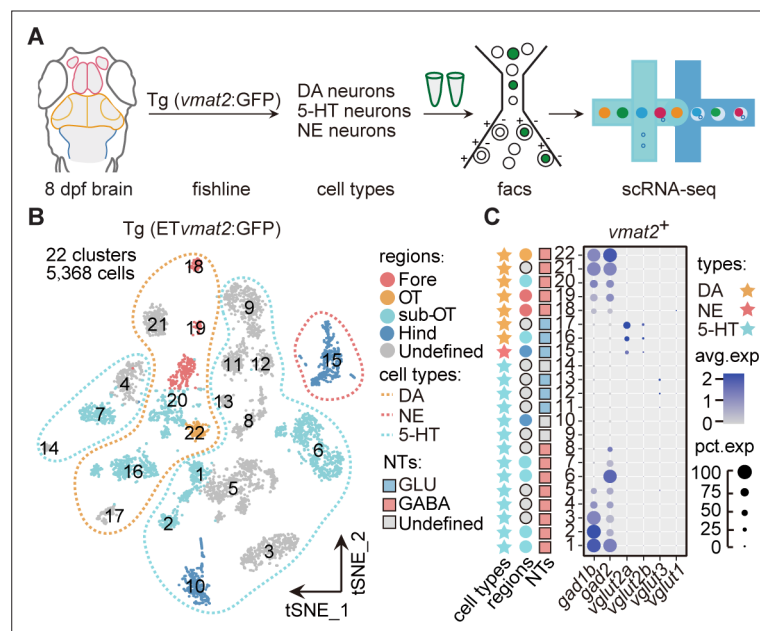 A
Tg (vmat2:GFP)
DA neurons
5-HT neurons
NE neurons
+ - + - + - + -
8 dpf brain
fishline
cell types
facs
scRNA-seq
B
Tg (ETvmat2:GFP)
22 clusters
5,368 cells
18
21
19
9
11
12
15
4
20
13
7
8
14
22
6
16
1
5
17
2
3
10
tSNE_1
tSNE_2
regions:
Fore
OT
sub-OT
Hind
Undefined
cell types:
DA
NE
5-HT
NTs:
GLU
GABA
Undefined
C
vmat2+
22
21
20
19
18
17
16
15
14
13
12
11
10
9
8
7
6
5
4
3
2
1
cell types
regions
NTs
gad1b
gad2
vglut2a
vglut2b
vglut3
vglut1
types:
DA
NE
5-HT
avg.exp
2
1
0
pct.exp
100
75
50
25
0